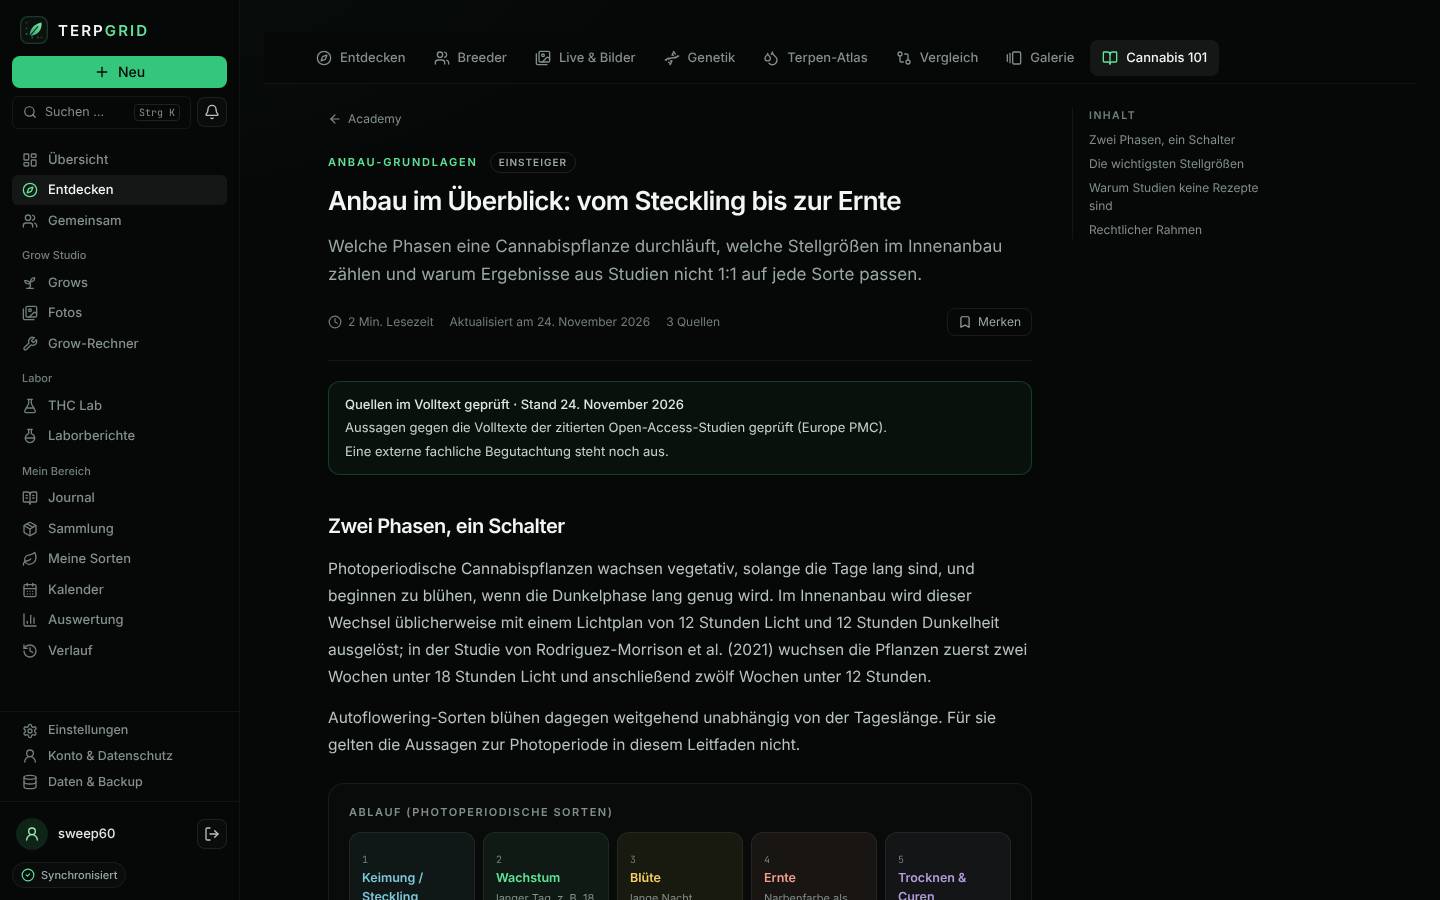 TERPGRID
Neu
Suchen ...
Strg K
Übersicht
Entdecken
Gemeinsam
Grow Studio
Grows
Fotos
Grow-Rechner
Labor
THC Lab
Laborberichte
Mein Bereich
Journal
Sammlung
Meine Sorten
Kalender
Auswertung
Verlauf
Einstellungen
Konto & Datenschutz
Daten & Backup
sweep60
Synchronisiert
Entdecken
Breeder
Live & Bilder
Genetik
Terpen-Atlas
Vergleich
Galerie
Cannabis 101
Academy
ANBAU-GRUNDLAGEN
EINSTEIGER
Anbau im Überblick: vom Steckling bis zur Ernte
Welche Phasen eine Cannabispflanze durchläuft, welche Stellgrößen im Innenanbau
zählen und warum Ergebnisse aus Studien nicht 1:1 auf jede Sorte passen.
2 Min. Lesezeit
Aktualisiert am 24. November 2026
3 Quellen
Merken
Quellen im Volltext geprüft · Stand 24. November 2026
Aussagen gegen die Volltexte der zitierten Open-Access-Studien geprüft (Europe PMC).
Eine externe fachliche Begutachtung steht noch aus.
Zwei Phasen, ein Schalter
Photoperiodische Cannabispflanzen wachsen vegetativ, solange die Tage lang sind, und
beginnen zu blühen, wenn die Dunkelphase lang genug wird. Im Innenanbau wird dieser
Wechsel üblicherweise mit einem Lichtplan von 12 Stunden Licht und 12 Stunden Dunkelheit
ausgelöst; in der Studie von Rodriguez-Morrison et al. (2021) wuchsen die Pflanzen zuerst zwei
Wochen unter 18 Stunden Licht und anschließend zwölf Wochen unter 12 Stunden.
Autoflowering-Sorten blühen dagegen weitgehend unabhängig von der Tageslänge. Für sie
gelten die Aussagen zur Photoperiode in diesem Leitfaden nicht.
ABLAUF (PHOTOPERIODISCHE SORTEN)
1
Keimung /
Steckling
2
Wachstum
langer Tag, z. B. 18
3
Blüte
lange Nacht
4
Ernte
Narbenfarbe als
5
Trocknen &
Curen
INHALT
Zwei Phasen, ein Schalter
Die wichtigsten Stellgrößen
Warum Studien keine Rezepte
sind
Rechtlicher Rahmen